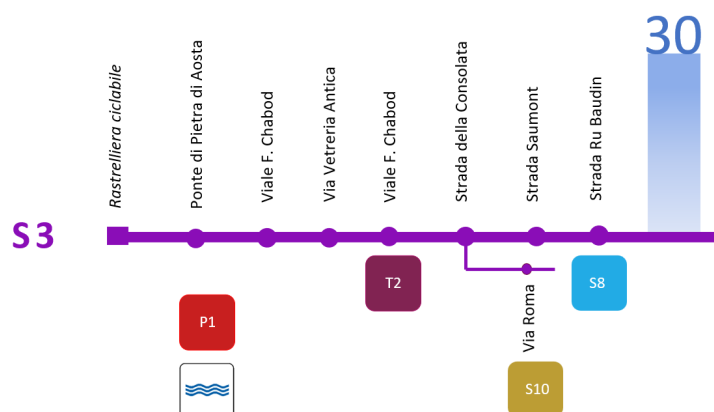 30
Rastrelliera ciclabile
Ponte di Pietra di Aosta
Viale F. Chabod
Via Vetreria Antica
Viale F. Chabod
Strada della Consolata
Strada Saumont
Strada Ru Baudin
S3
T2
S8
P1
Via Roma
S10